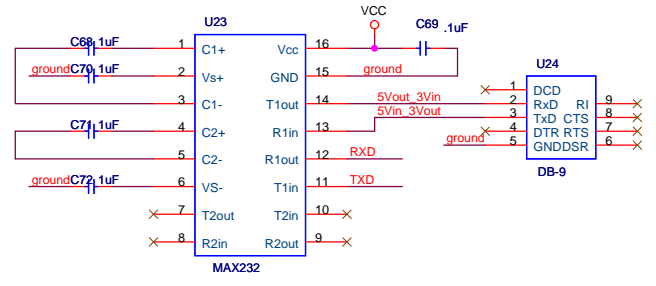 VCC
U23
C69 .1uF
C68 .1uF
1 C1+ Vcc 16
U24
ground C70 .1uF
2 Vs+ GND 15
ground
1 DCD
3 C1- T1out 14
5Vout_3Vin
2 RxD RI 9
C71 .1uF
4 C2+ R1in 13
5Vin_3Vout
3 TxD CTS 8
4 DTR RTS 7
ground
5 GND DSR 6
5 C2- R1out 12
RXD
DB-9
ground C72 .1uF
6 VS- T1in 11
TXD
7 T2out T2in 10
8 R2in R2out 9
MAX232